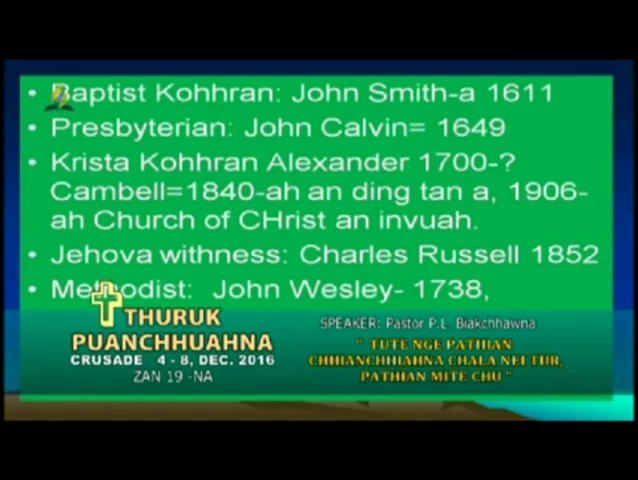 • Baptist Kohhran: John Smith-a 1611
• Presbyterian: John Calvin= 1649
• Krista Kohhran Alexander 1700-?
Cambell=1840-ah an ding tan a, 1906-
ah Church of CHrist an invuah.
• Jehova withness: Charles Russell 1852
• Methodist: John Wesley- 1738,
THURUK
PUANCHHUAHNA
CRUSADE 4 - 8, DEC. 2016
ZAN 19 -NA
SPEAKER: Pastor P.L. Biakchhawna
" TUTE NGE PATHIAN
CHHIANCHHIAHNA CHALA NEI TUR,
PATHIAN MITE CHU "